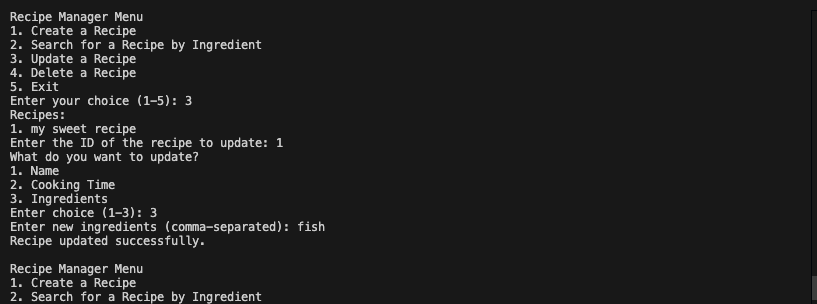 Recipe Manager Menu
1. Create a Recipe
2. Search for a Recipe by Ingredient
3. Update a Recipe
4. Delete a Recipe
5. Exit
Enter your choice (1-5): 3
Recipes:
1. my sweet recipe
Enter the ID of the recipe to update: 1
What do you want to update?
1. Name
2. Cooking Time
3. Ingredients
Enter choice (1-3): 3
Enter new ingredients (comma-separated): fish
Recipe updated successfully.

Recipe Manager Menu
1. Create a Recipe
2. Search for a Recipe by Ingredient